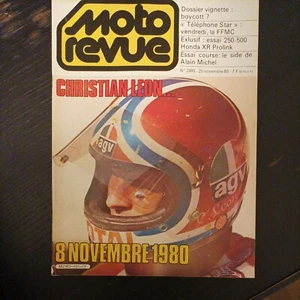 moto
revue
Dossier vignette :
boycott ?
« Téléphone Star » :
vendredi, la FFMC
Exlusif : essai 250-500
Honda XR Prolink
Essai course: le side de
Alain Michel
CHRISTIAN LEON...
agv
agv
8 NOVEMBRE 1980